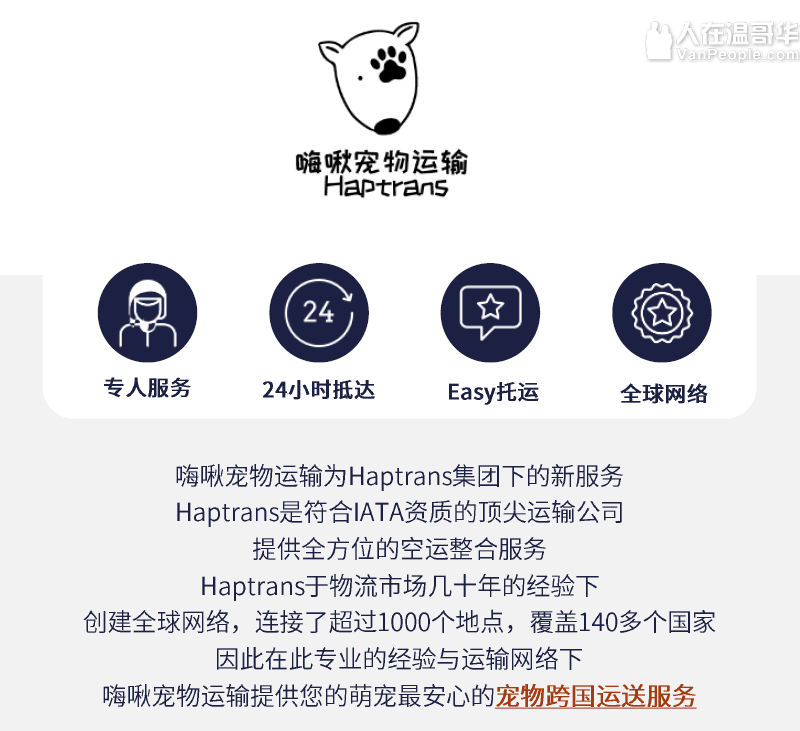 人在温哥华
VanPeople.com
嗨啾宠物运输
Haptrans
24
专人服务
24小时抵达
Easy托运
全球网络
嗨啾宠物运输为Haptrans集团下的新服务
Haptrans是符合IATA资质的顶尖运输公司
提供全方位的空运整合服务
Haptrans于物流市场几十年的经验下
创建全球网络，连接了超过1000个地点，覆盖140多个国家
因此在此专业的经验与运输网络下
嗨啾宠物运输提供您的萌宠最安心的宠物跨国运送服务